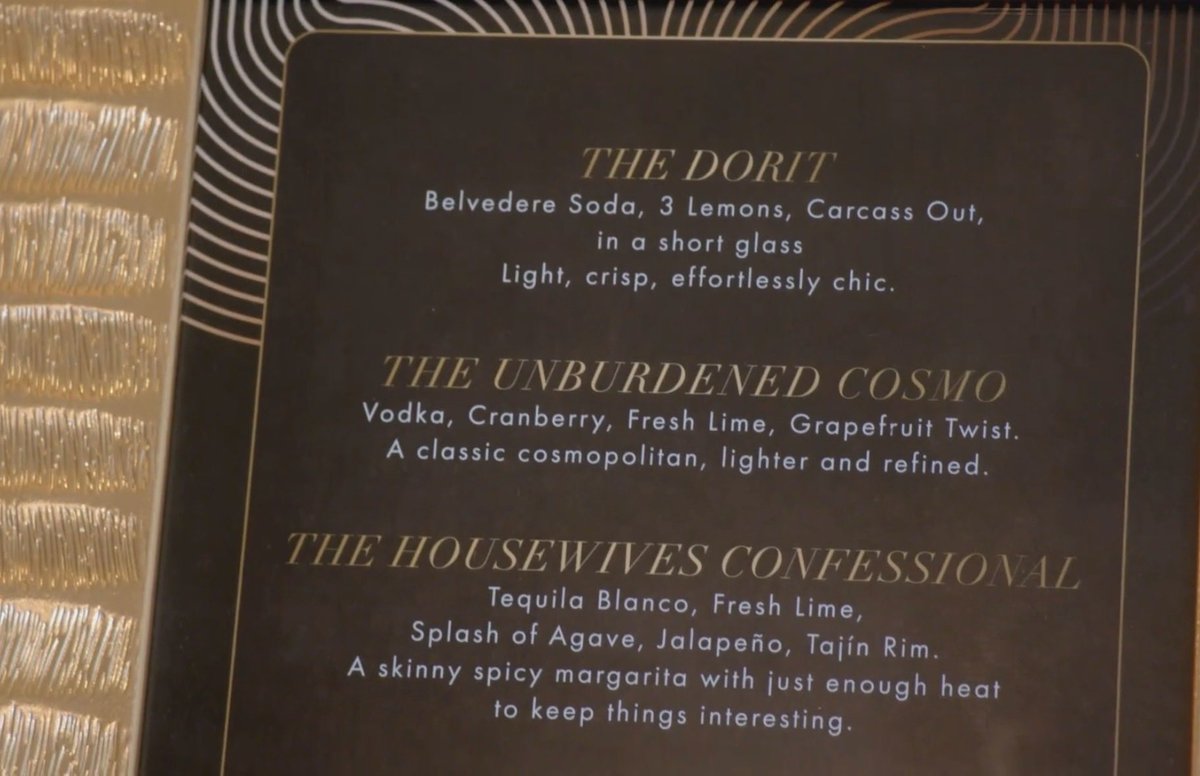 THE DORIT
Belvedere Soda, 3 Lemons, Carcass Out,
in a short glass
Light, crisp, effortlessly chic.
THE UNBURDENED COSMO
Vodka, Cranberry, Fresh Lime, Grapefruit Twist.
A classic cosmopolitan, lighter and refined.
THE HOUSEWIVES CONFESSIONAL
Tequila Blanco, Fresh Lime,
Splash of Agave, Jalapeño, Tajín Rim.
A skinny spicy margarita with just enough heat
to keep things interesting.